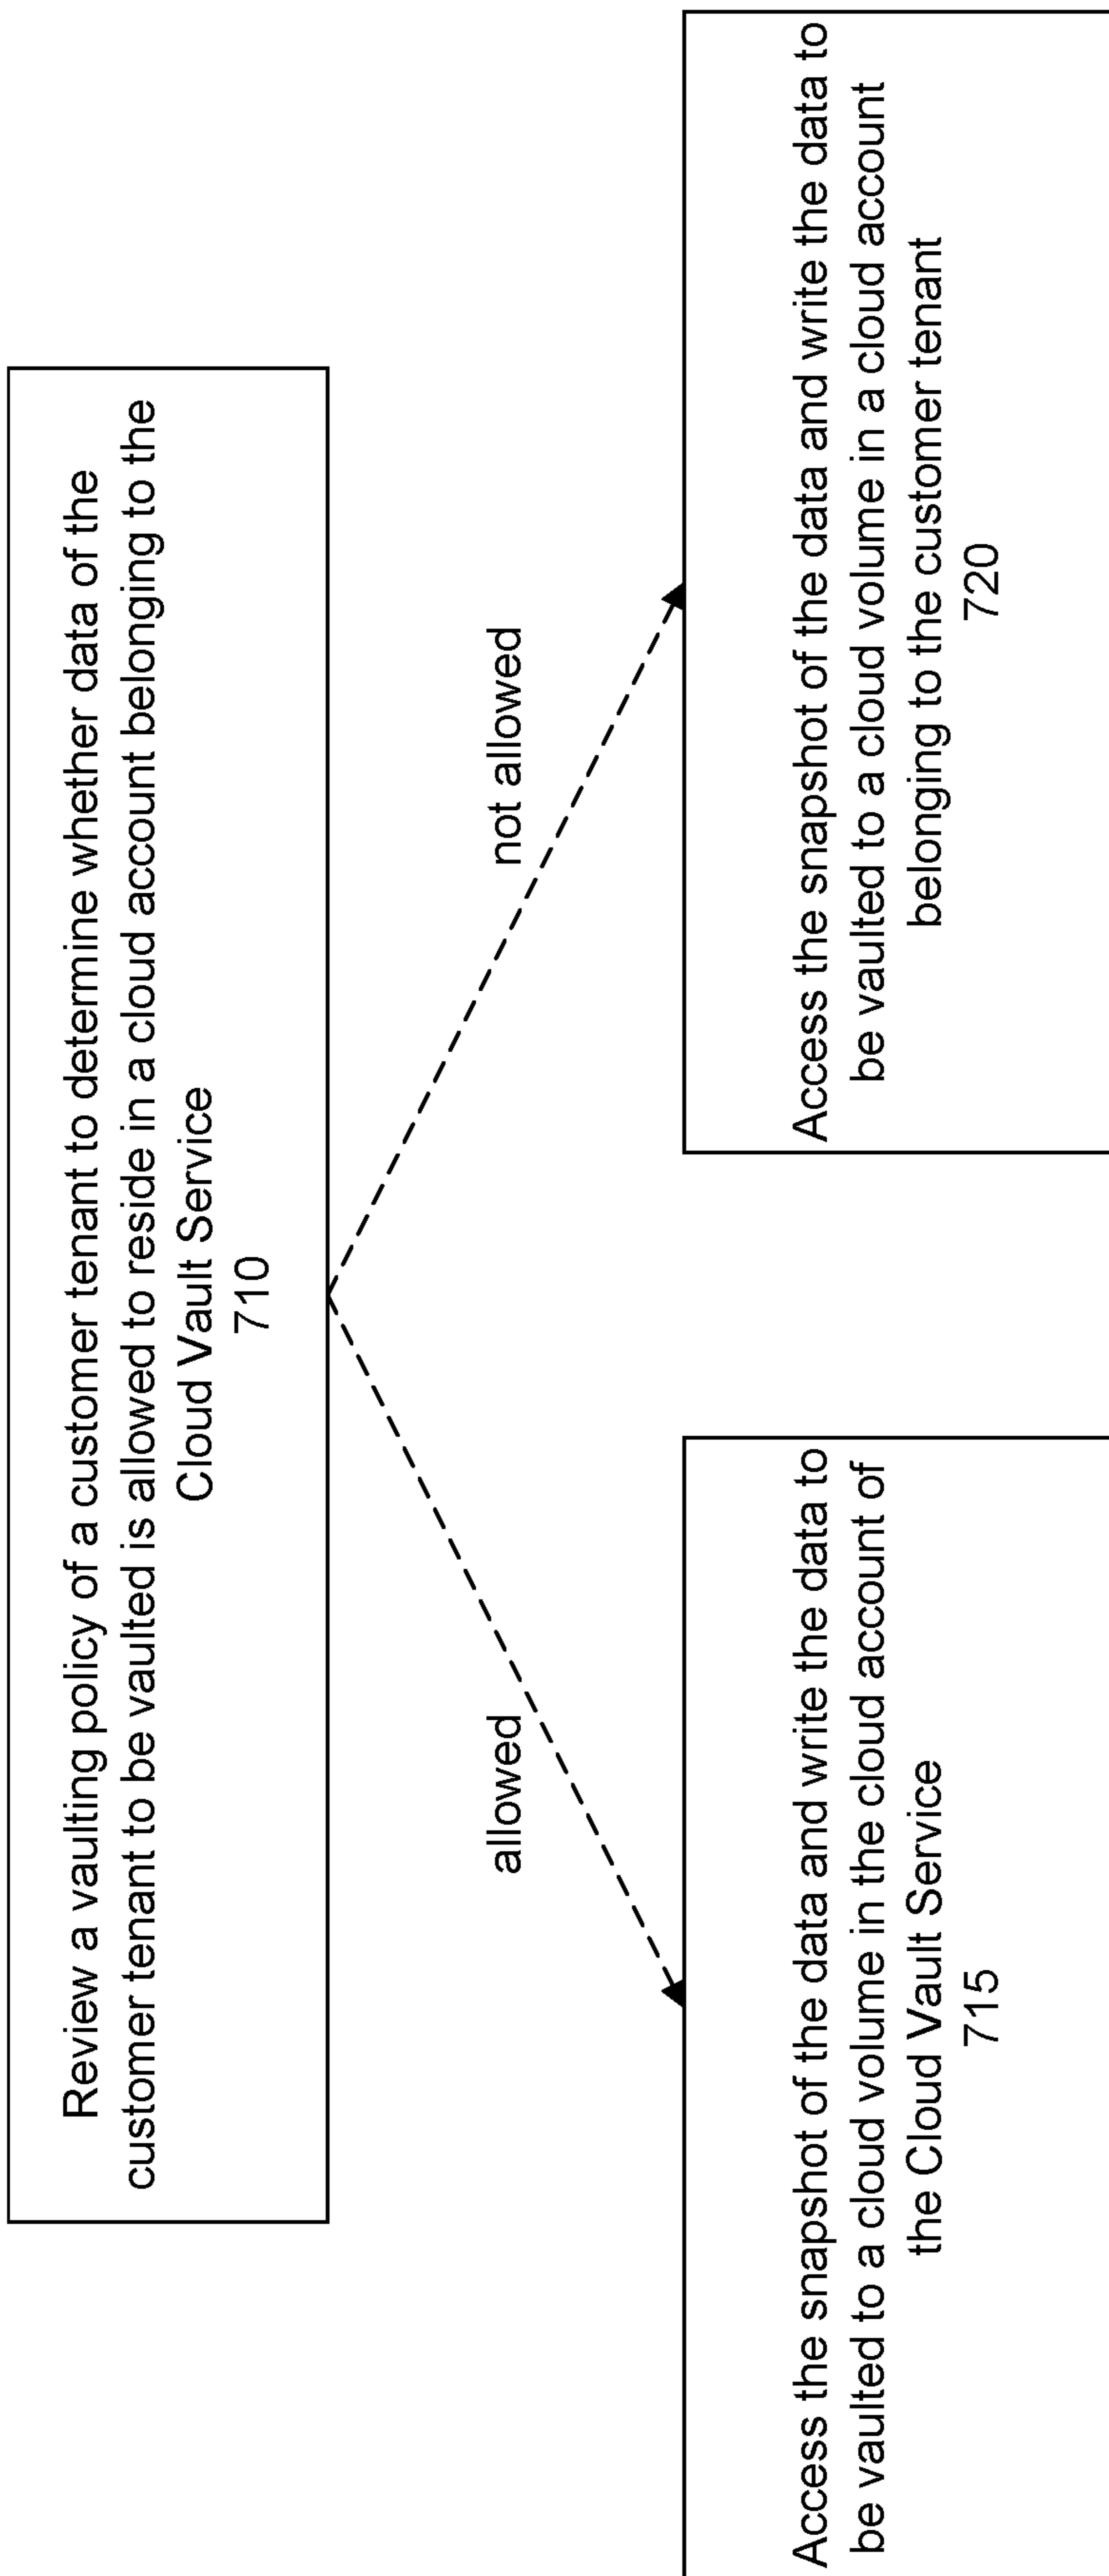 Review a vaulting policy of a customer tenant to determine whether data of the
customer tenant to be vaulted is allowed to reside in a cloud account belonging to the
Cloud Vault Service
710
allowed
not allowed
Access the snapshot of the data and write the data to
be vaulted to a cloud volume in the cloud account of
the Cloud Vault Service
715
Access the snapshot of the data and write the data to
be vaulted to a cloud volume in a cloud account
belonging to the customer tenant
720